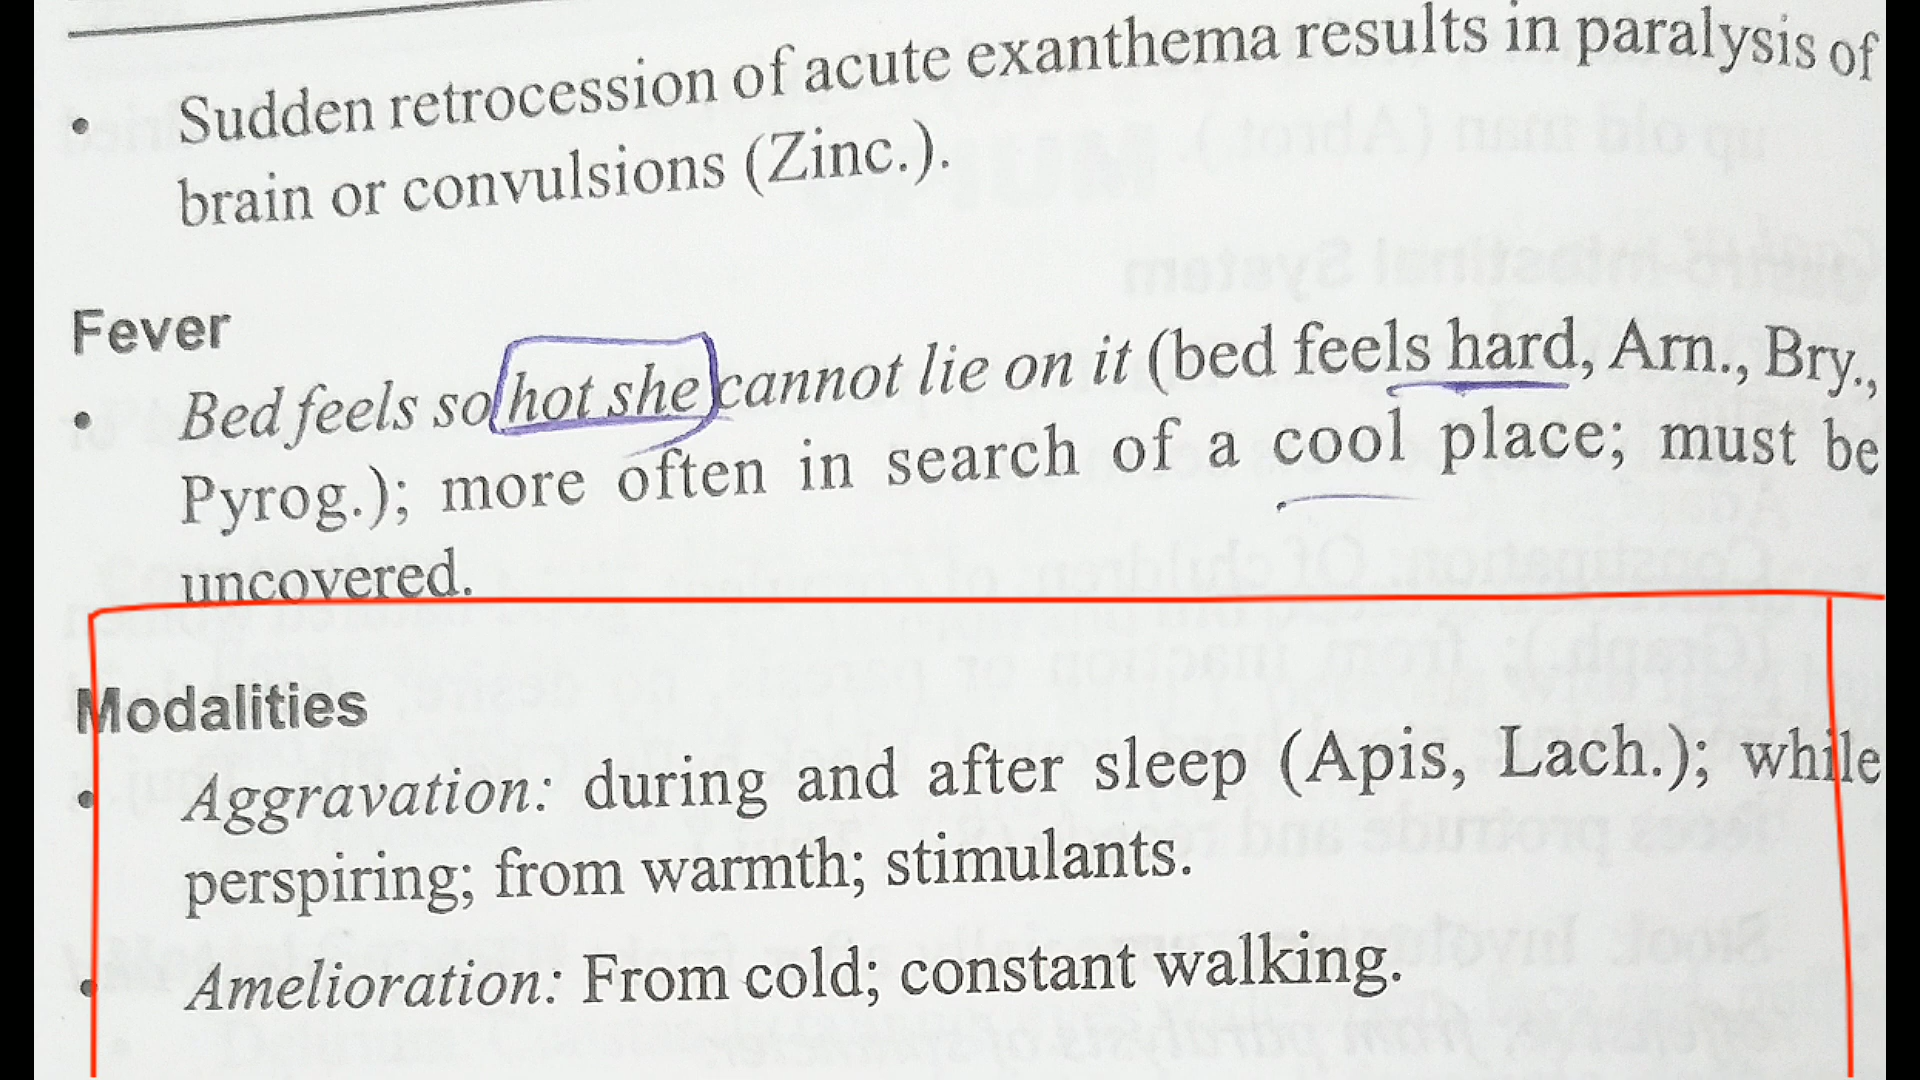 • Sudden retrocession of acute exanthema results in paralysis of
brain or convulsions (Zinc.).
Fever
• Bed feels so hot she cannot lie on it (bed feels hard, Arn., Bry.,
Pyrog.); more often in search of a cool place; must be
uncovered.
Modalities
• Aggravation: during and after sleep (Apis, Lach.); while
perspiring; from warmth; stimulants.
• Amelioration: From cold; constant walking.